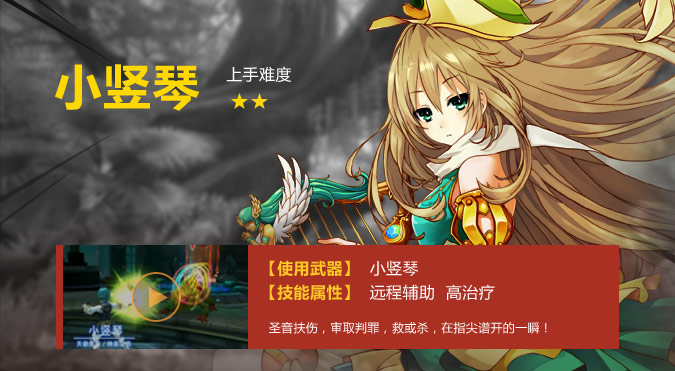 小竖琴
上手难度
★★
【使用武器】 小竖琴
【技能属性】 远程辅助 高治疗
圣音扶伤，审取判罪，救或杀，在指尖谱开的一瞬！
小竖琴